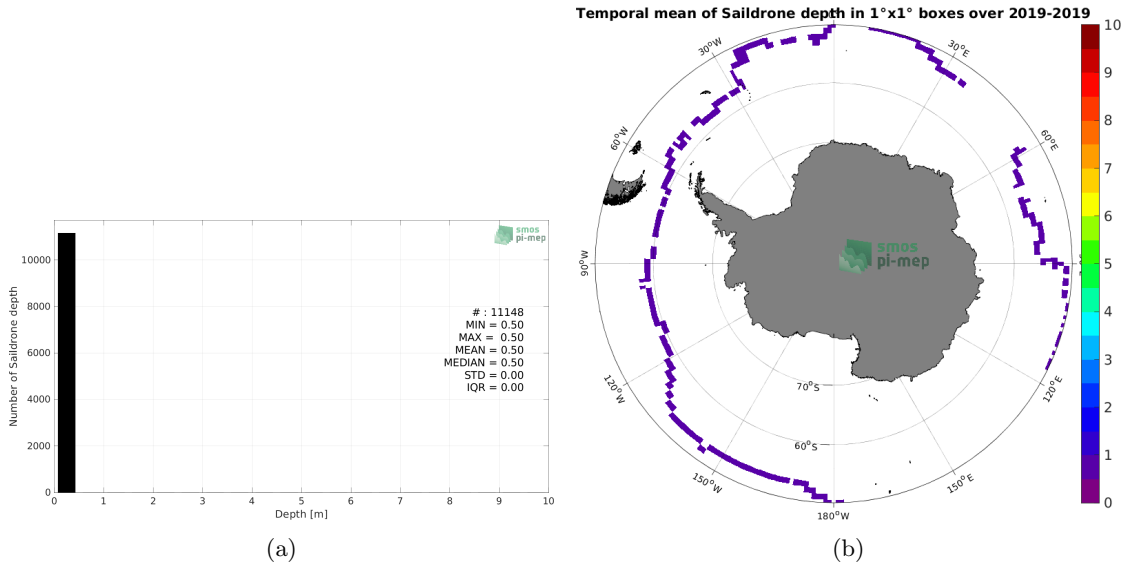 Temporal mean of Saildrone depth in 1°x1° boxes over 2019-2019
smos
pi-mep
# : 11148
MIN = 0.50
MAX = 0.50
MEAN = 0.50
MEDIAN = 0.50
STD = 0.00
IQR = 0.00
Number of Saildrone depth
10000
8000
6000
4000
2000
0
0 1 2 3 4 5 6 7 8 9 10
Depth [m]
(a)
30°W
30°E
60°W
60°E
90°W
smos
pi-mep
120°W
120°E
70°S
60°S
150°W
150°E
180°W
10
9
8
7
6
5
4
3
2
1
0
(b)